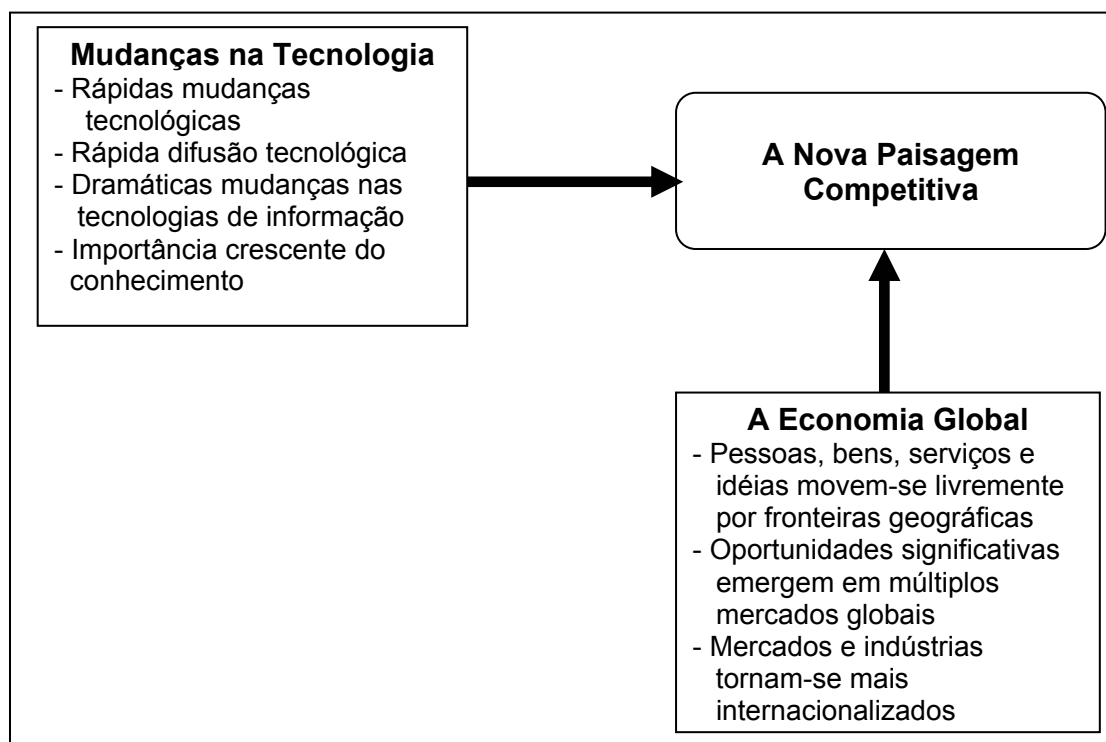 Mudanças na Tecnologia
- Rápidas mudanças
tecnológicas
- Rápida difusão tecnológica
- Dramáticas mudanças nas
tecnologias de informação
- Importância crescente do
conhecimento
A Nova Paisagem
Competitiva
A Economia Global
- Pessoas, bens, serviços e
idéias movem-se livremente
por fronteiras geográficas
- Oportunidades significativas
emergem em múltiplos
mercados globais
- Mercados e indústrias
tornam-se mais
internacionalizados